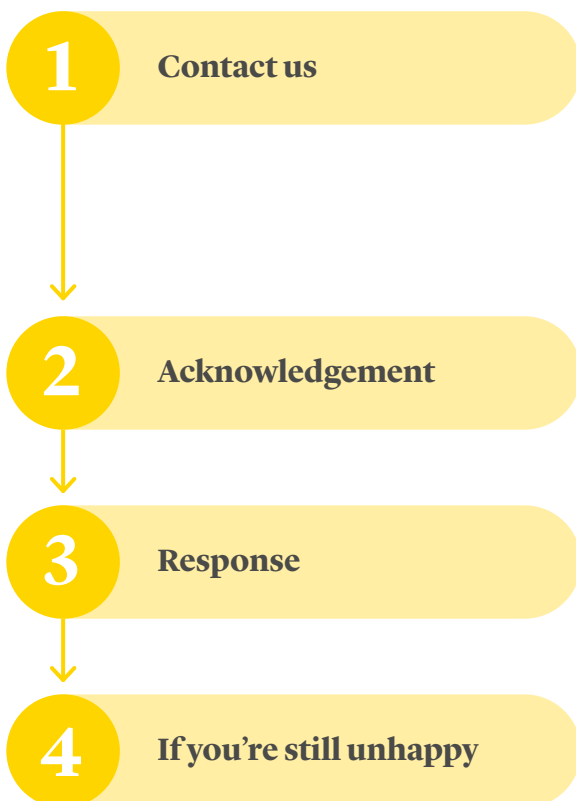 1 Contact us
2 Acknowledgement
3 Response
4 If you’re still unhappy